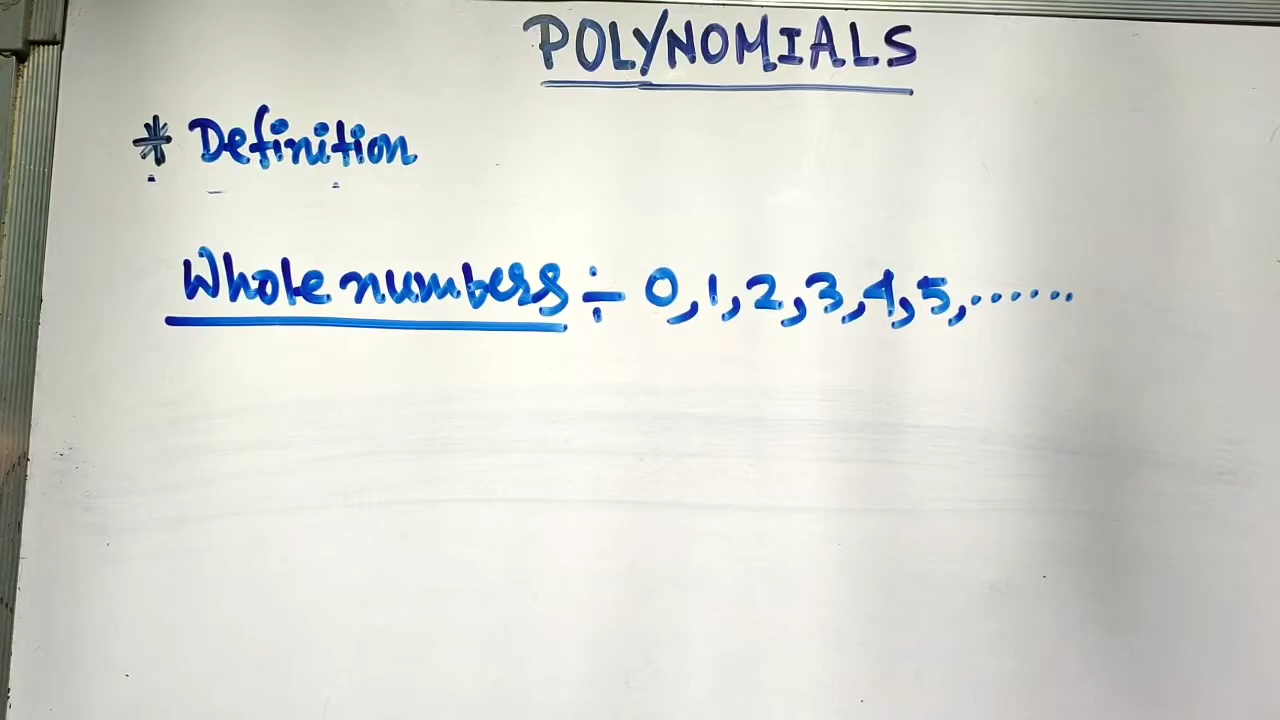 POLYNOMIALS
* Definition
Whole numbers ÷ 0,1,2,3,4,5,......